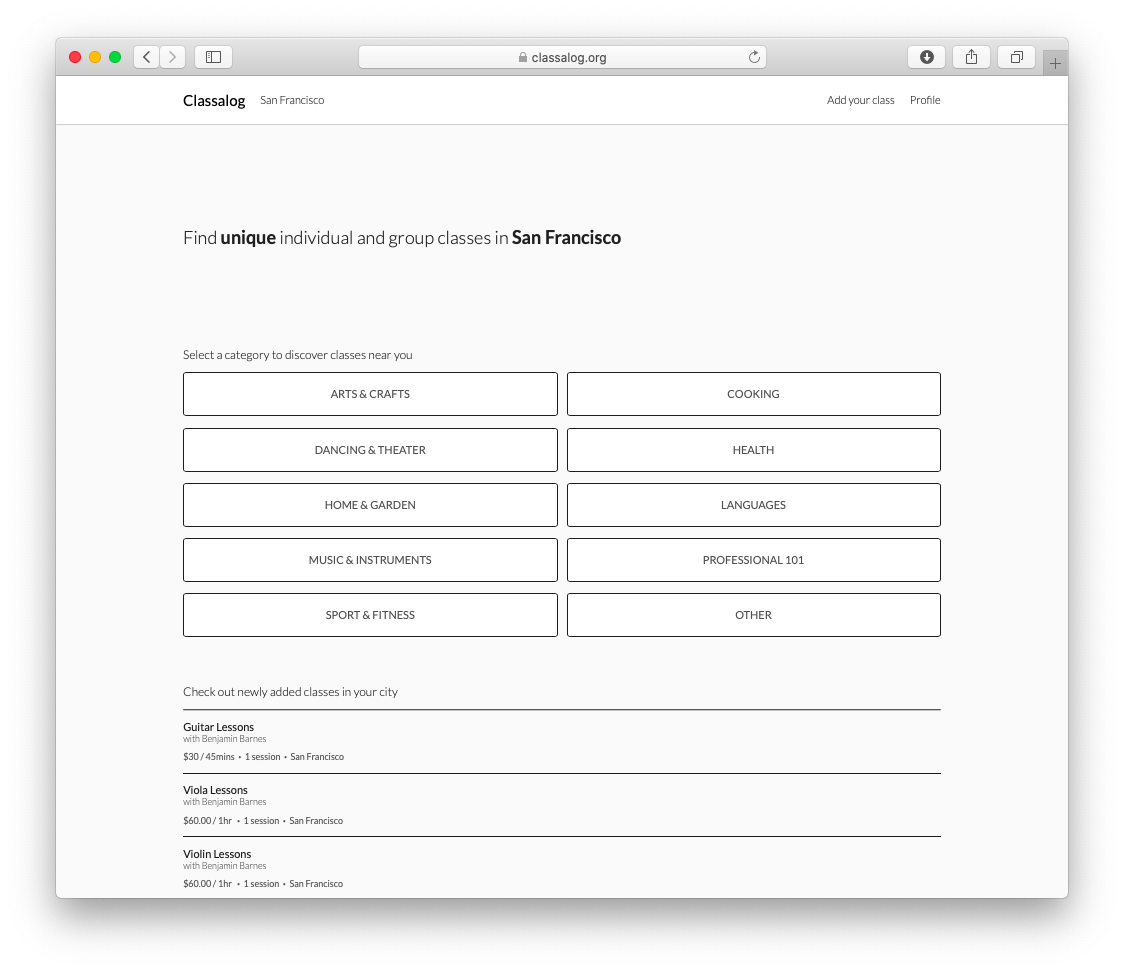 classalog.org
Classalog San Francisco Add your class Profile
Find unique individual and group classes in San Francisco
Select a category to discover classes near you
ARTS & CRAFTS COOKING
DANCING & THEATER HEALTH
HOME & GARDEN LANGUAGES
MUSIC & INSTRUMENTS PROFESSIONAL 101
SPORT & FITNESS OTHER
Check out newly added classes in your city
Guitar Lessons
with Benjamin Barnes
$30 / 45mins • 1 session • San Francisco
Viola Lessons
with Benjamin Barnes
$60.00 / 1hr • 1 session • San Francisco
Violin Lessons
with Benjamin Barnes
$60.00 / 1hr • 1 session • San Francisco